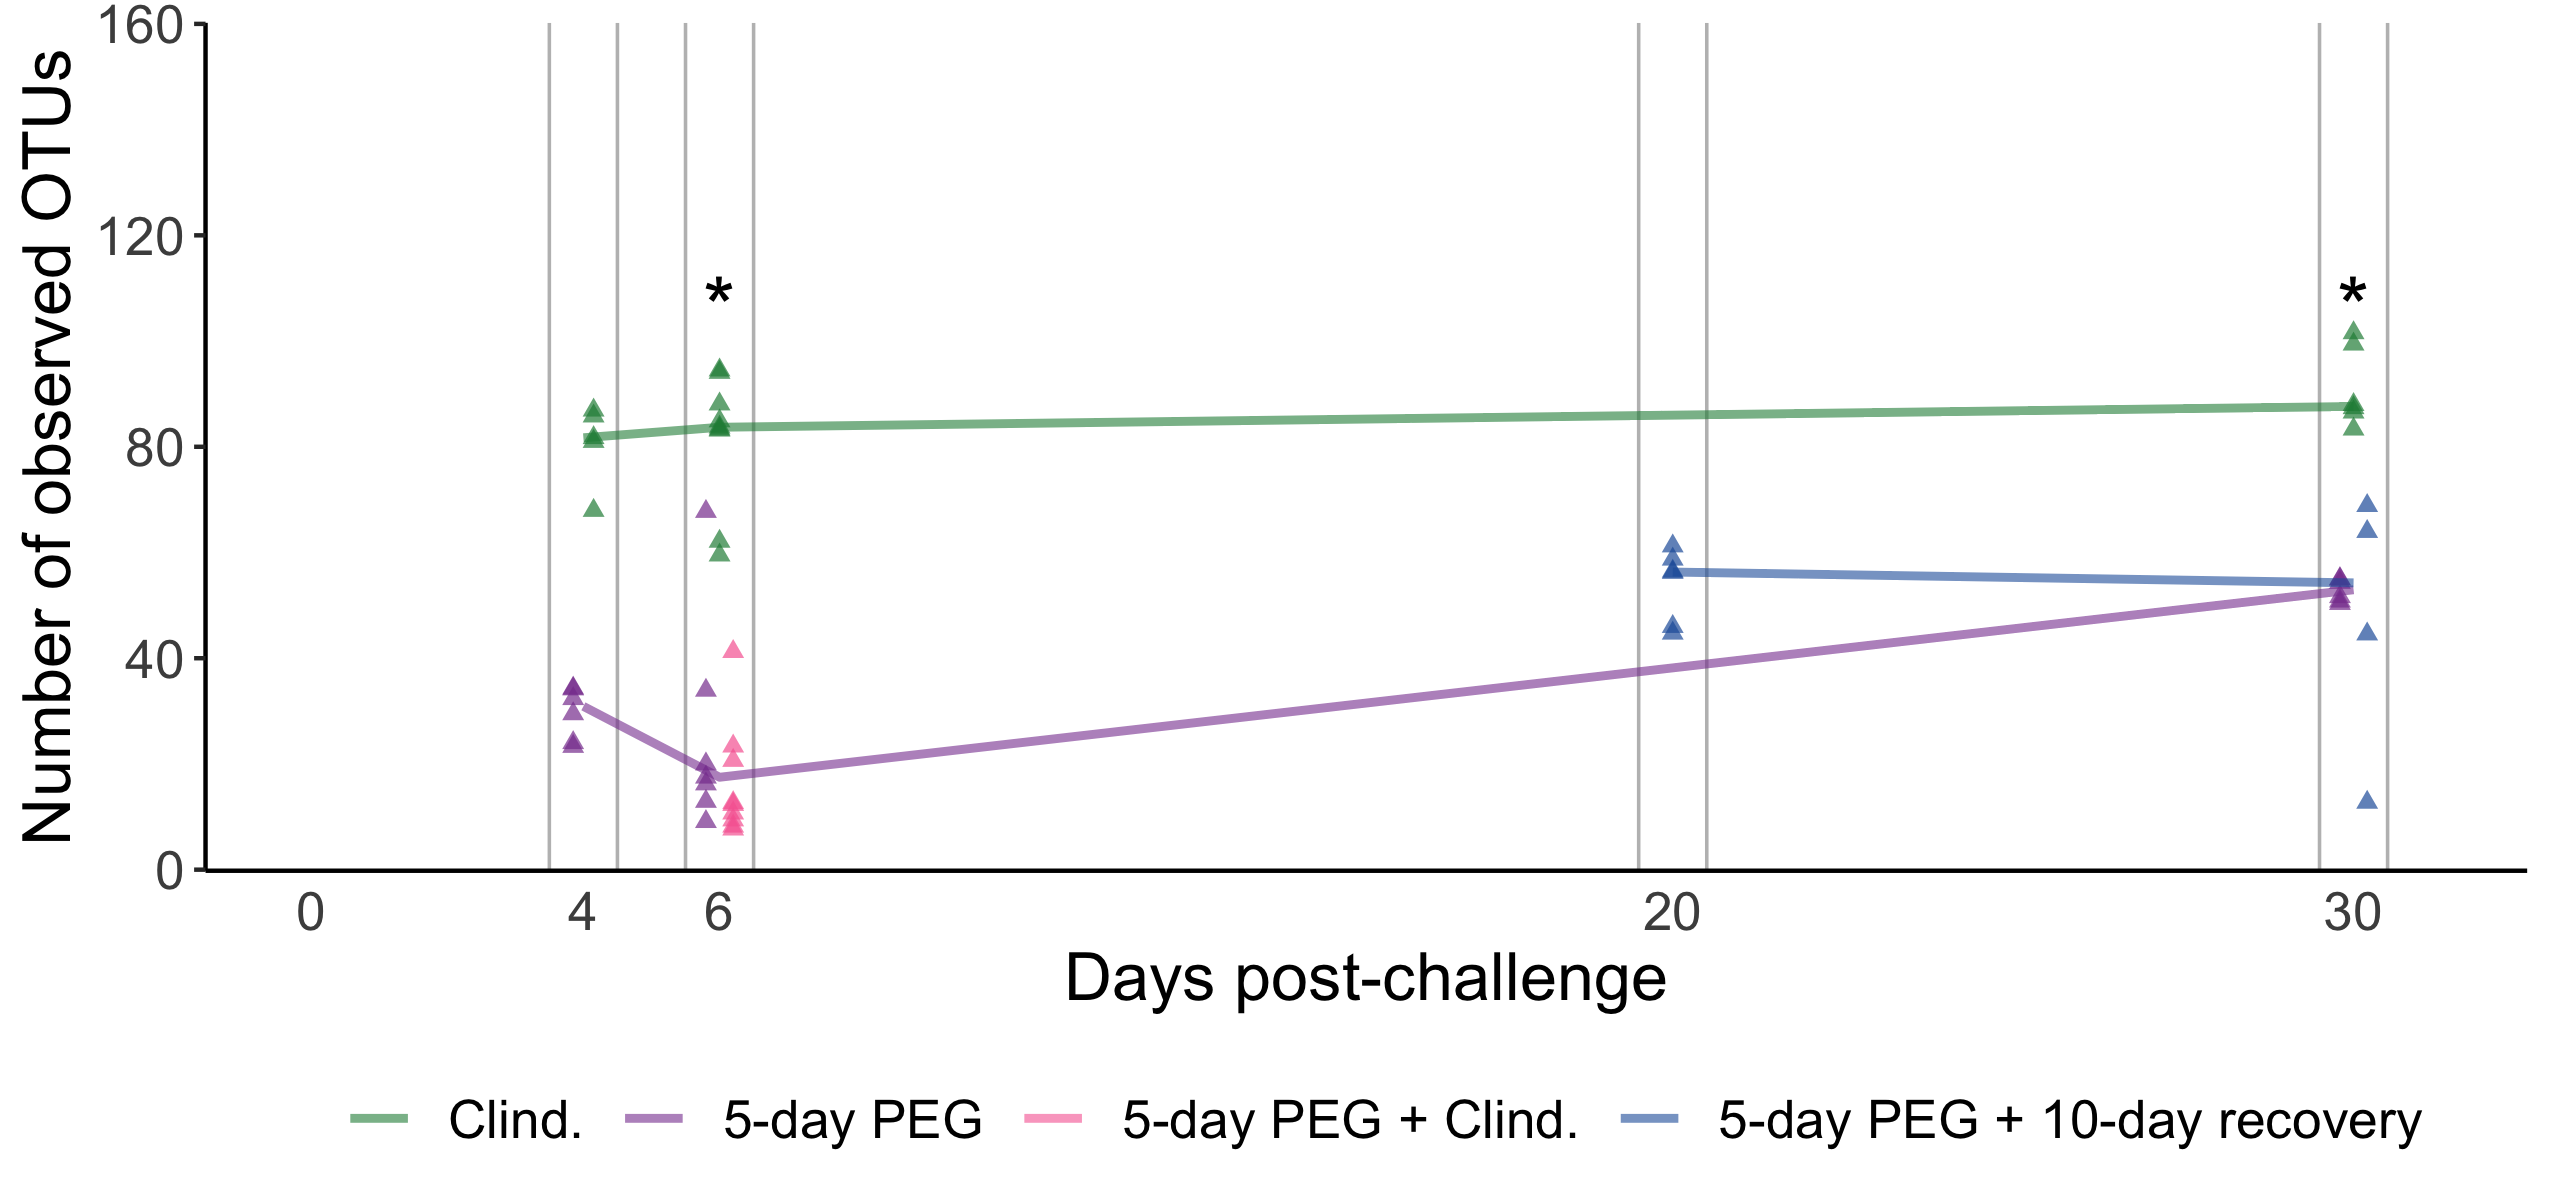 Number of observed OTUs
160
120
80
40
0
*
*
0 4 6 20 30
Days post-challenge
Clind. 5-day PEG 5-day PEG + Clind. 5-day PEG + 10-day recovery